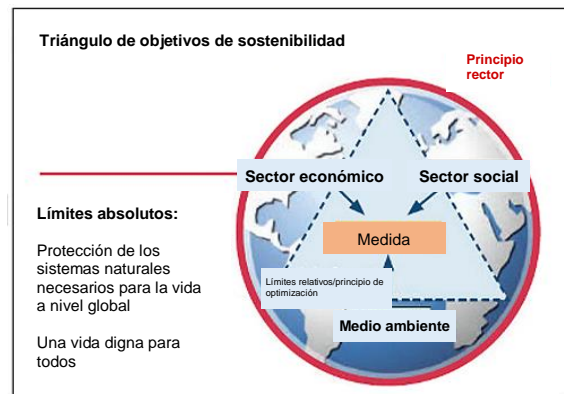 Triángulo de objetivos de sostenibilidad
Principio
rector
Sector económico
Sector social
Límites absolutos:
Medida
Protección de los
sistemas naturales
necesarios para la vida
a nivel global
Límites relativos/principio de
optimización
Medio ambiente
Una vida digna para
todos